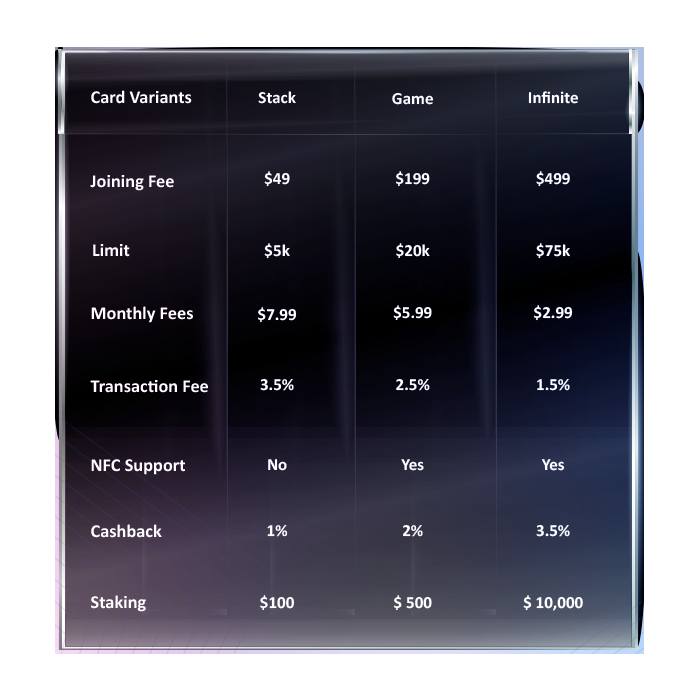 Card Variants Stack Game Infinite
Joining Fee $49 $199 $499
Limit $5k $20k $75k
Monthly Fees $7.99 $5.99 $2.99
Transaction Fee 3.5% 2.5% 1.5%
NFC Support No Yes Yes
Cashback 1% 2% 3.5%
Staking $100 $ 500 $ 10,000